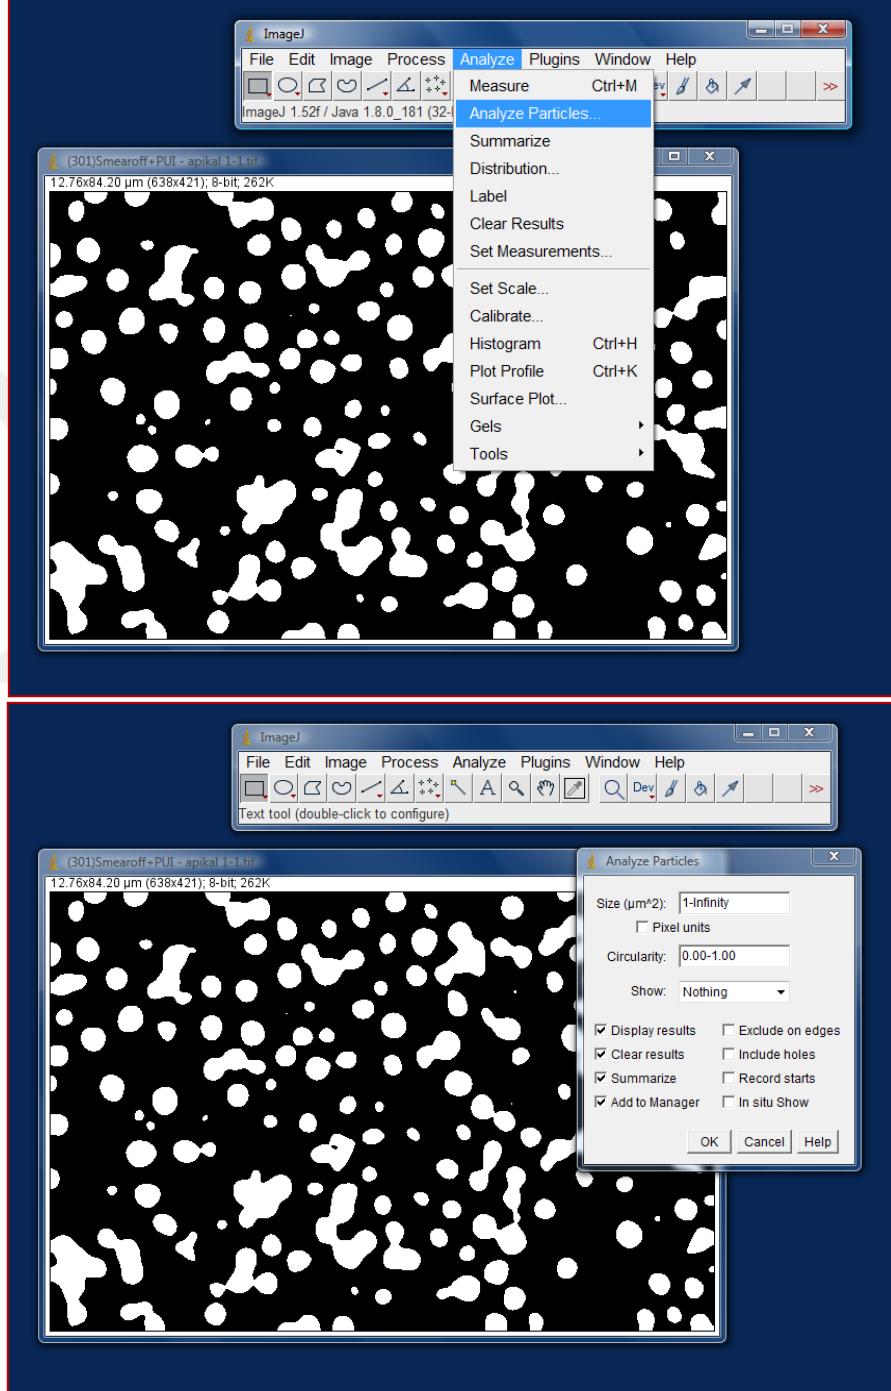 ImageJ
File Edit Image Process Analyze Plugins Window Help
Measure Ctrl+M
ImageJ 1.52f / Java 1.8.0_181 (32-
Analyze Particles...
Summarize
(301)Smearoff+PUI - apikal 1-1.tif
Distribution...
12.76x84.20 µm (638x421); 8-bit; 262K
Label
Clear Results
Set Measurements...
Set Scale...
Calibrate...
Histogram Ctrl+H
Plot Profile Ctrl+K
Surface Plot...
Gels
Tools
ImageJ
File Edit Image Process Analyze Plugins Window Help
A Dev >>
Text tool (double-click to configure)
(301)Smearoff+PUI - apikal 1-1.tif
12.76x84.20 µm (638x421); 8-bit; 262K
Analyze Particles
Size (µm^2): 1-Infinity
Pixel units
Circularity: 0.00-1.00
Show: Nothing
Display results Exclude on edges
Clear results Include holes
Summarize Record starts
Add to Manager In situ Show
OK Cancel Help